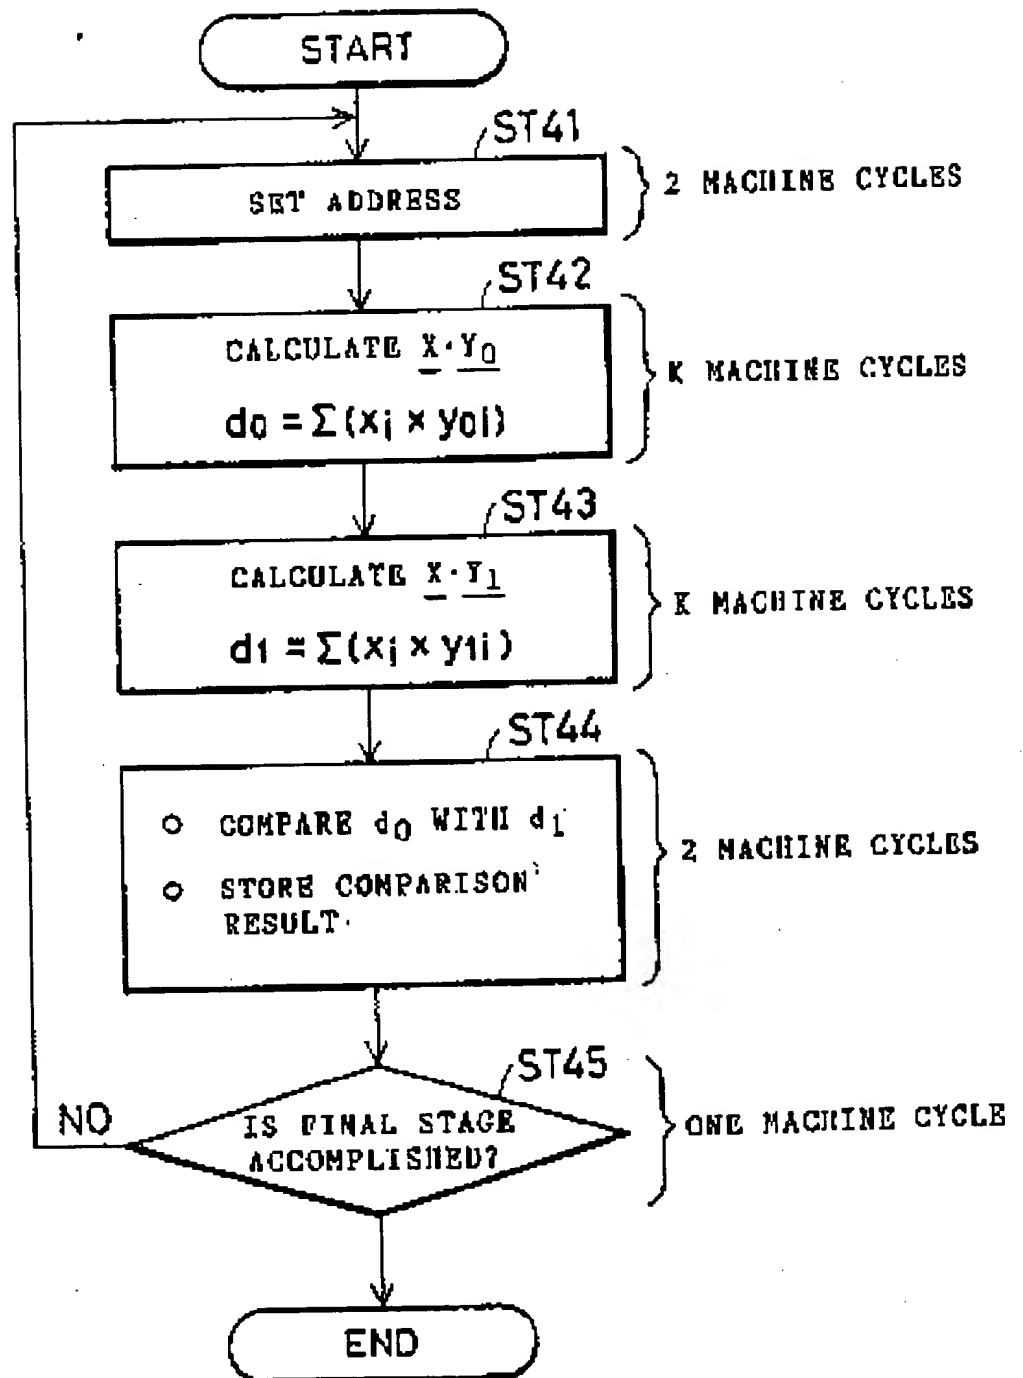 START
ST41
SET ADDRESS
2 MACHINE CYCLES
ST42
CALCULATE X·Y0
d0 = Σ(xi × y0i)
K MACHINE CYCLES
ST43
CALCULATE X·Y1
d1 = Σ(xi × y1i)
K MACHINE CYCLES
ST44
○ COMPARE d0 WITH d1
○ STORE COMPARISON
RESULT
2 MACHINE CYCLES
ST45
NO
IS FINAL STAGE
ACCOMPLISHED?
ONE MACHINE CYCLE
END